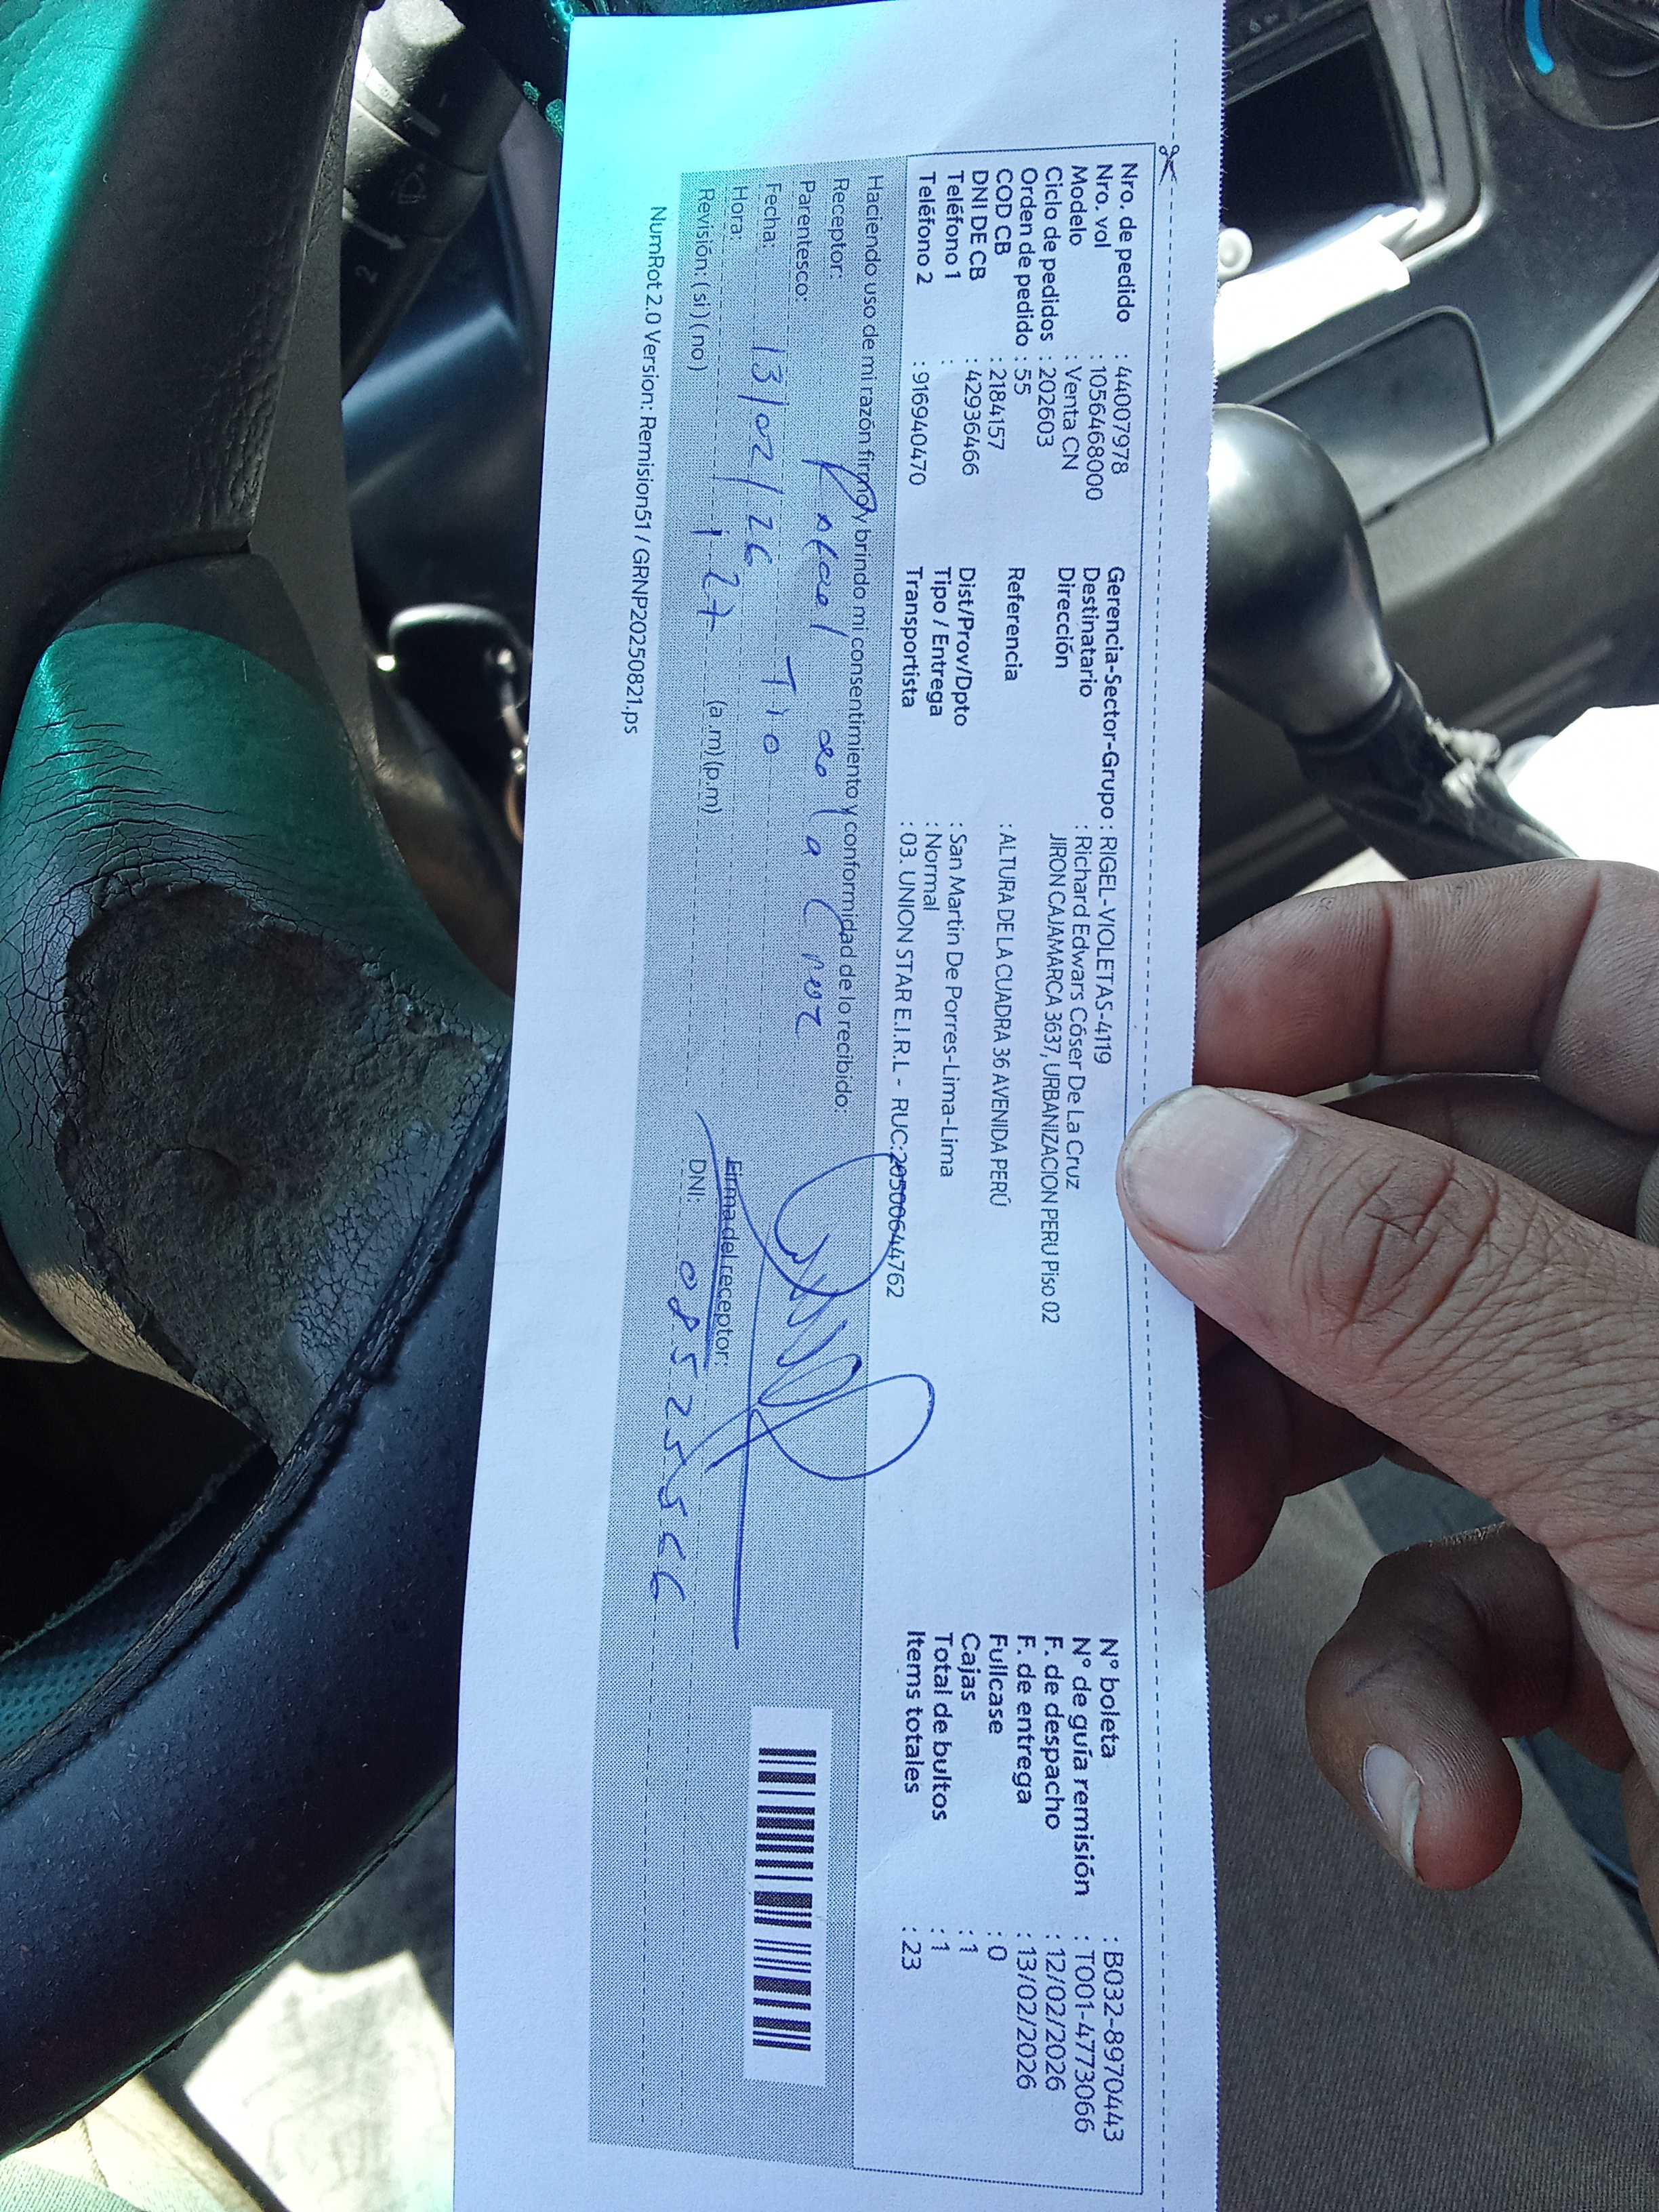 Nro. de pedido : 44007978
Nro. vol : 1056468000
Modelo : Venta CN
Ciclo de pedidos : 202603
Orden de pedido : 55
COD CB : 2184157
DNI DE CB : 42936466
Teléfono 1 :
Teléfono 2 : 916940470
Gerencia-Sector-Grupo : RIGEL-VIOLETAS-4119
Destinatario : Richard Edwars Cóser De La Cruz
Dirección JIRON CAJAMARCA 3637, URBANIZACION PERU Piso 02
Referencia : ALTURA DE LA CUADRA 36 AVENIDA PERÚ
Dist/Prov/Dpto : San Martin De Porres-Lima-Lima
Tipo / Entrega : Normal
Transportista : 03. UNION STAR E.I.R.L - RUC:20500644762
N° boleta : B032-8970443
N° de guía remisión : T001-4773066
F. de despacho : 12/02/2026
F. de entrega : 13/02/2026
Fullcase : 0
Cajas : 1
Total de bultos : 1
Items totales : 23
Haciendo uso de mi razón firmo y brindo mi consentimiento y conformidad de lo recibido:
Receptor: Rafael de la Cruz
Parentesco: Tio
Fecha: 13/02/26
Hora: 1 27 (a.m)(p.m)
Revisión: ( si ) ( no )
Firma del receptor:
DNI: 08525566
NumRot 2.0 Version: Remision51 / GRNP20250821.ps
2